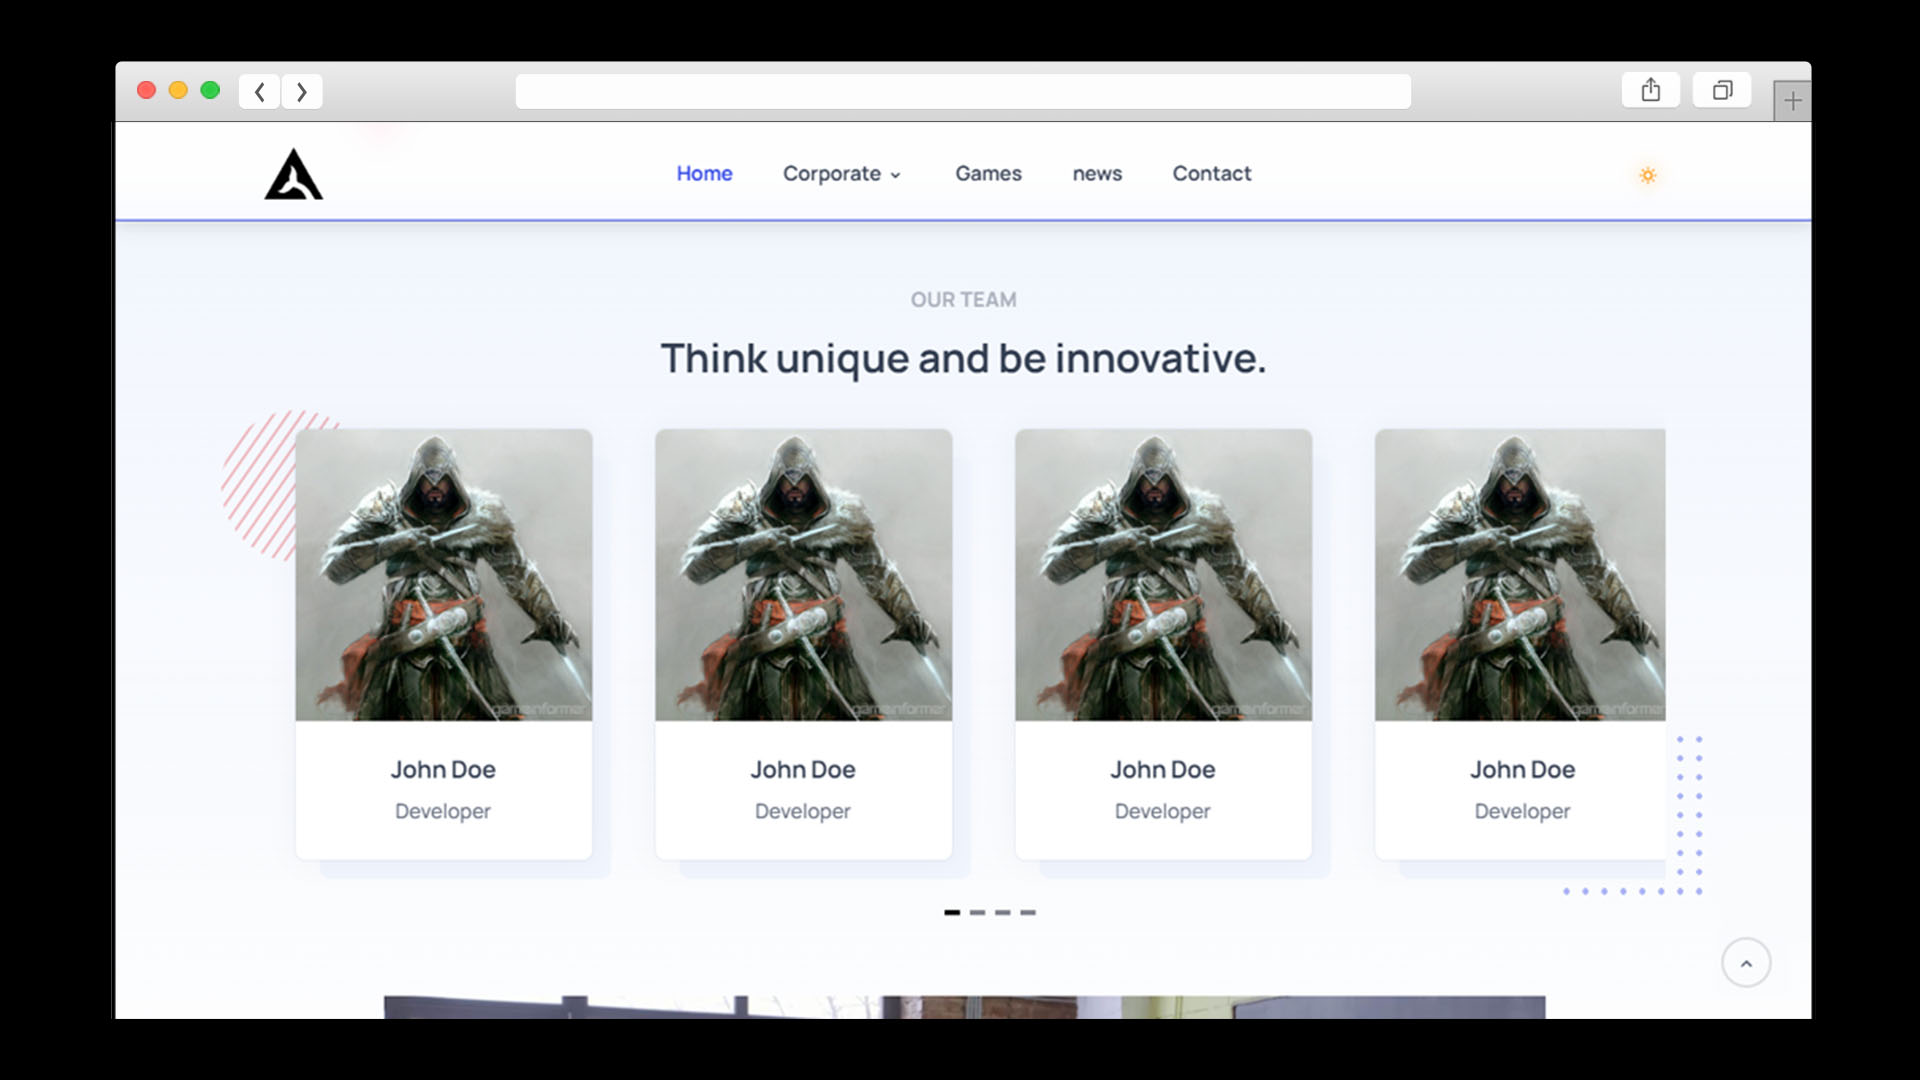 Home Corporate Games news Contact
OUR TEAM
Think unique and be innovative.
gameinformer gameinformer gameinformer gameinformer
John Doe John Doe John Doe John Doe
Developer Developer Developer Developer